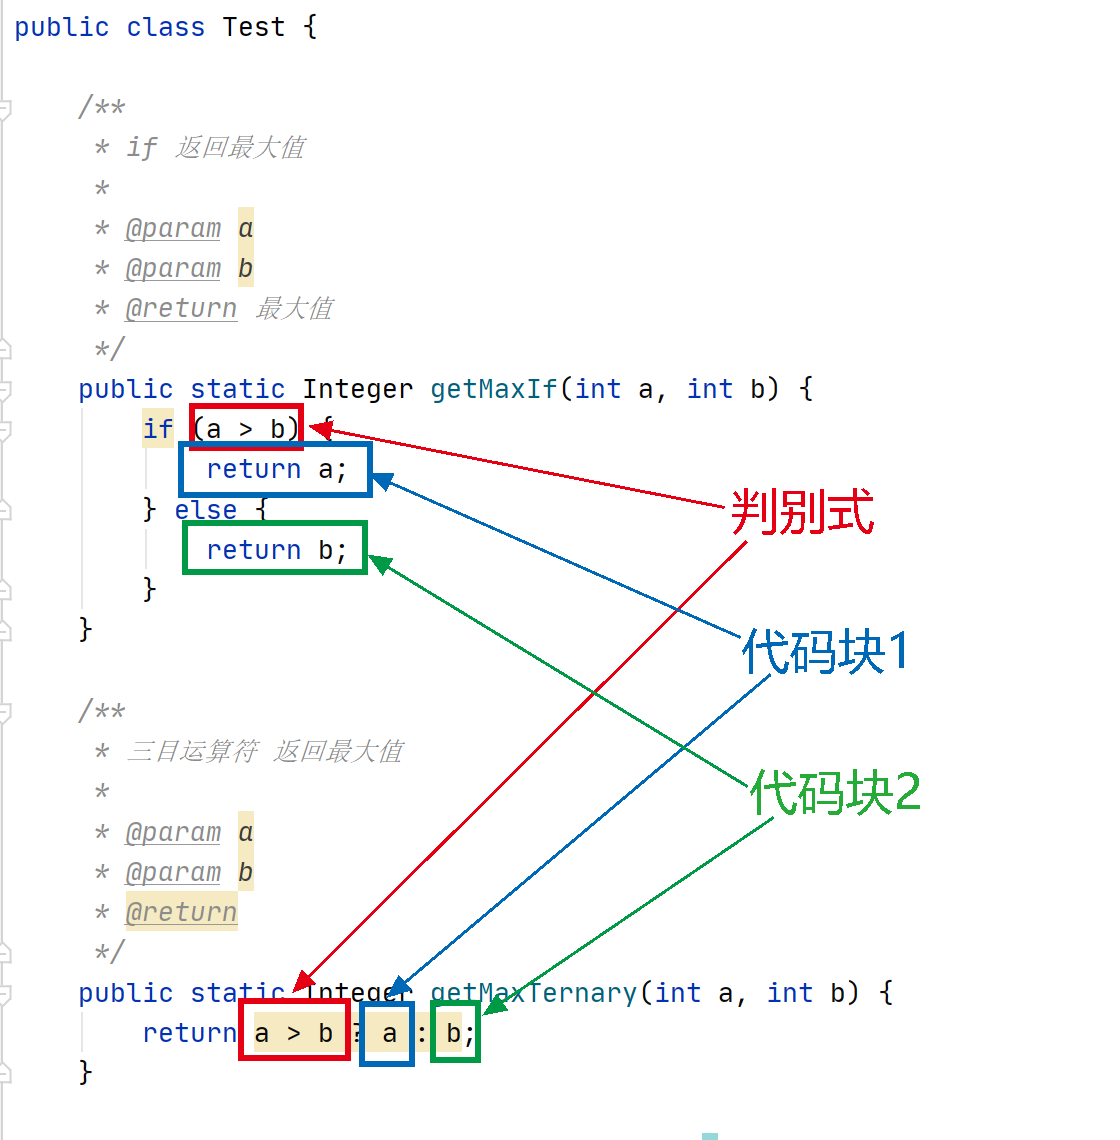 public class Test {
/**
* if 返回最大值
*
* @param a
* @param b
* @return 最大值
*/
public static Integer getMaxIf(int a, int b) {
if (a > b) {
return a;
判别式
} else {
return b;
}
代码块1
}
/**
* 三目运算符 返回最大值
*
代码块2
* @param a
* @param b
* @return
*/
public static Integer getMaxTernary(int a, int b) {
return a > b ? a : b;
}